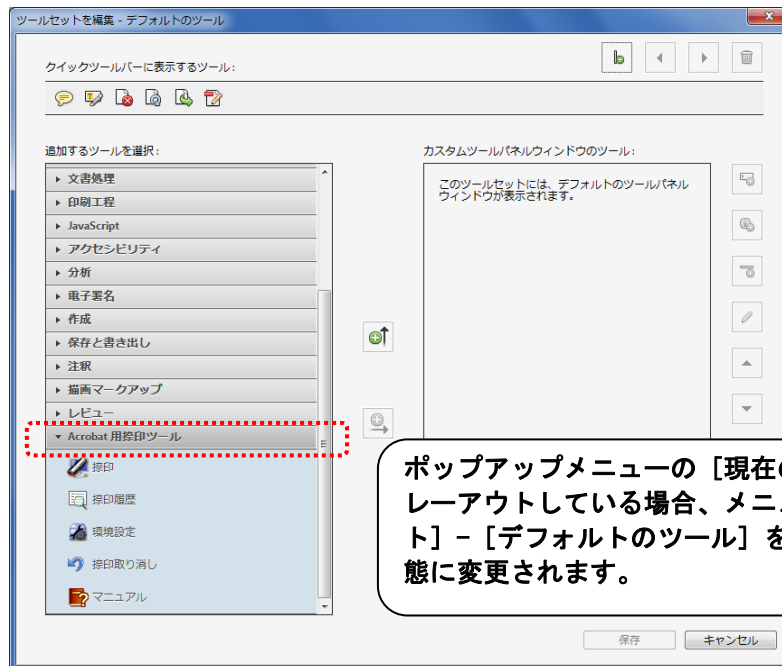 ツールセットを編集 - デフォルトのツール
クイックツールバーに表示するツール:
追加するツールを選択:
カスタムツールパネルウィンドウのツール:
文書処理
印刷工程
JavaScript
アクセシビリティ
分析
電子署名
作成
保存と書き出し
注釈
描画マークアップ
レビュー
Acrobat 用捺印ツール
捺印
捺印履歴
環境設定
捺印取り消し
マニュアル
このツールセットには、デフォルトのツールパネル
ウィンドウが表示されます。
ポップアップメニューの［現在
レーアウトしている場合、メニ
ト］-［デフォルトのツール］を
態に変更されます。
保存
キャンセル